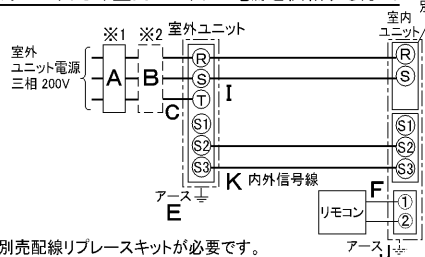 ※1
※2
室外ユニット
室内
ユニット
別
室外
ユニット電源
三相 200V
A
B
C
R
S
T
I
R
S
S1
S2
S3
S1
S2
S3
K 内外信号線
F
リモコン
①
②
アース
E
アース
J
別売配線リプレースキットが必要です。